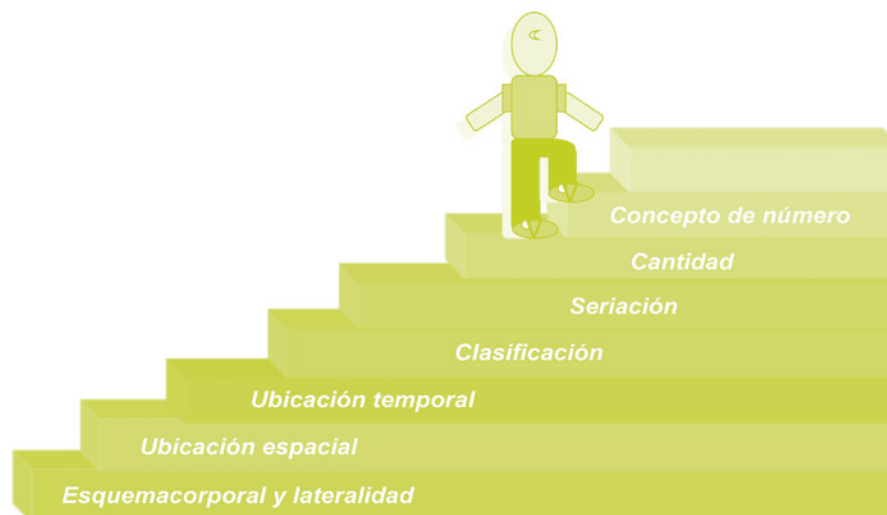 Concepto de número
Cantidad
Seriación
Clasificación
Ubicación temporal
Ubicación espacial
Esquemacorporal y lateralidad